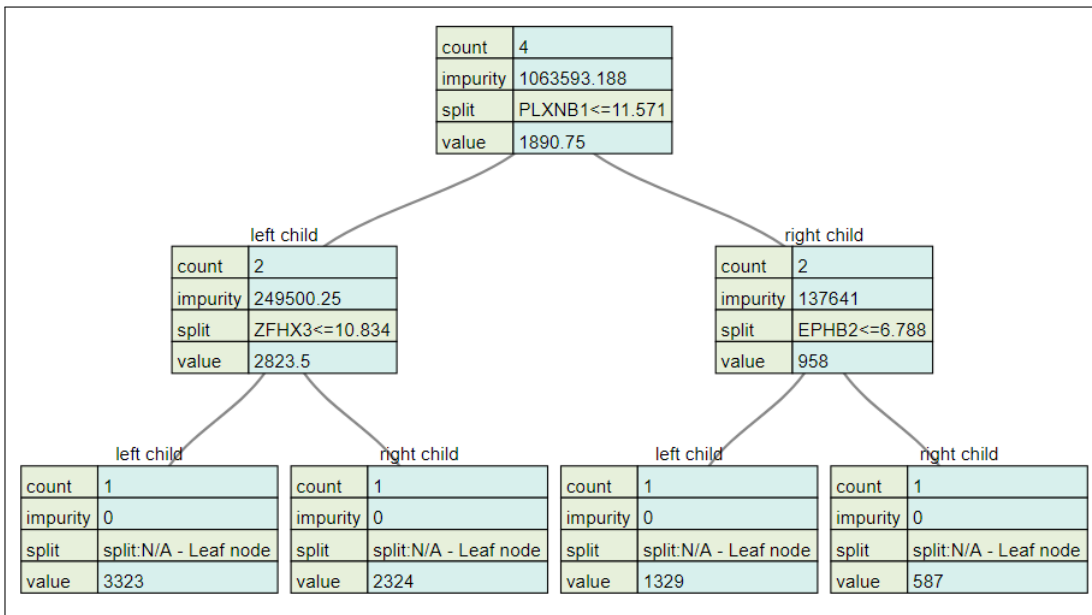 count 4
impurity 1063593.188
split PLXNB1<=11.571
value 1890.75
left child
count 2
impurity 249500.25
split ZFHX3<=10.834
value 2823.5
right child
count 2
impurity 137641
split EPHB2<=6.788
value 958
left child
count 1
impurity 0
split split:N/A - Leaf node
value 3323
right child
count 1
impurity 0
split split:N/A - Leaf node
value 2324
left child
count 1
impurity 0
split split:N/A - Leaf node
value 1329
right child
count 1
impurity 0
split split:N/A - Leaf node
value 587